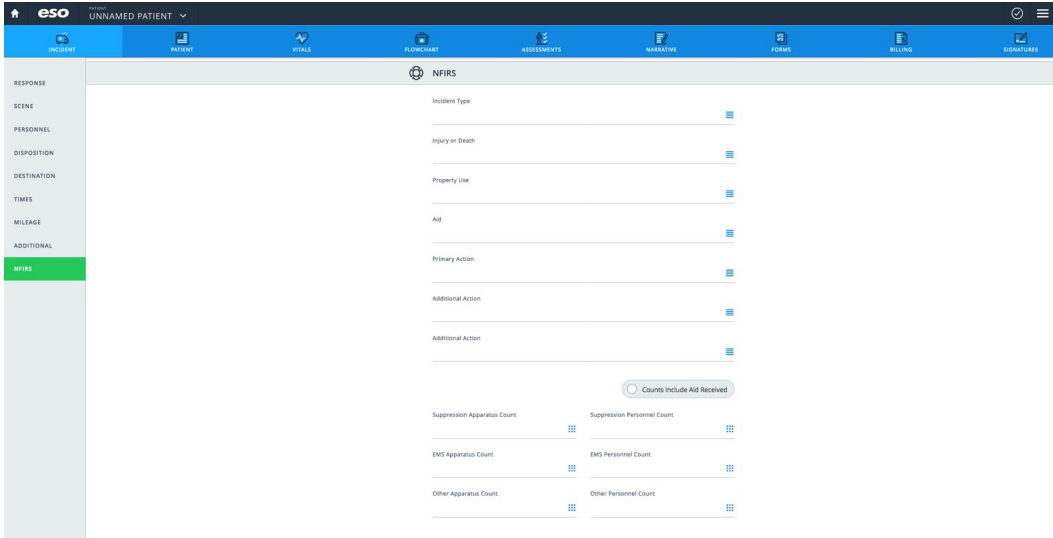 eso
PATIENT
UNNAMED PATIENT
INCIDENT
PATIENT
VITALS
FLOWCHART
ASSESSMENTS
NARRATIVE
FORMS
BILLING
SIGNATURES
RESPONSE
SCENE
PERSONNEL
DISPOSITION
DESTINATION
TIMES
MILEAGE
ADDITIONAL
NFIRS
NFIRS
Incident Type
Injury or Death
Property Use
Aid
Primary Action
Additional Action
Additional Action
Counts Include Aid Received
Suppression Apparatus Count
Suppression Personnel Count
EMS Apparatus Count
EMS Personnel Count
Other Apparatus Count
Other Personnel Count